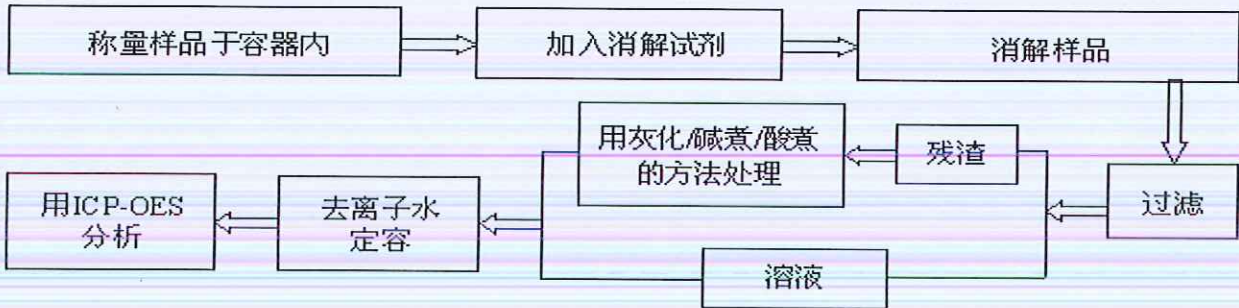 称量样品于容器内
加入消解试剂
消解样品
用灰化/碱煮/酸煮
的方法处理
残渣
过滤
用ICP-OES
分析
去离子水
定容
溶液